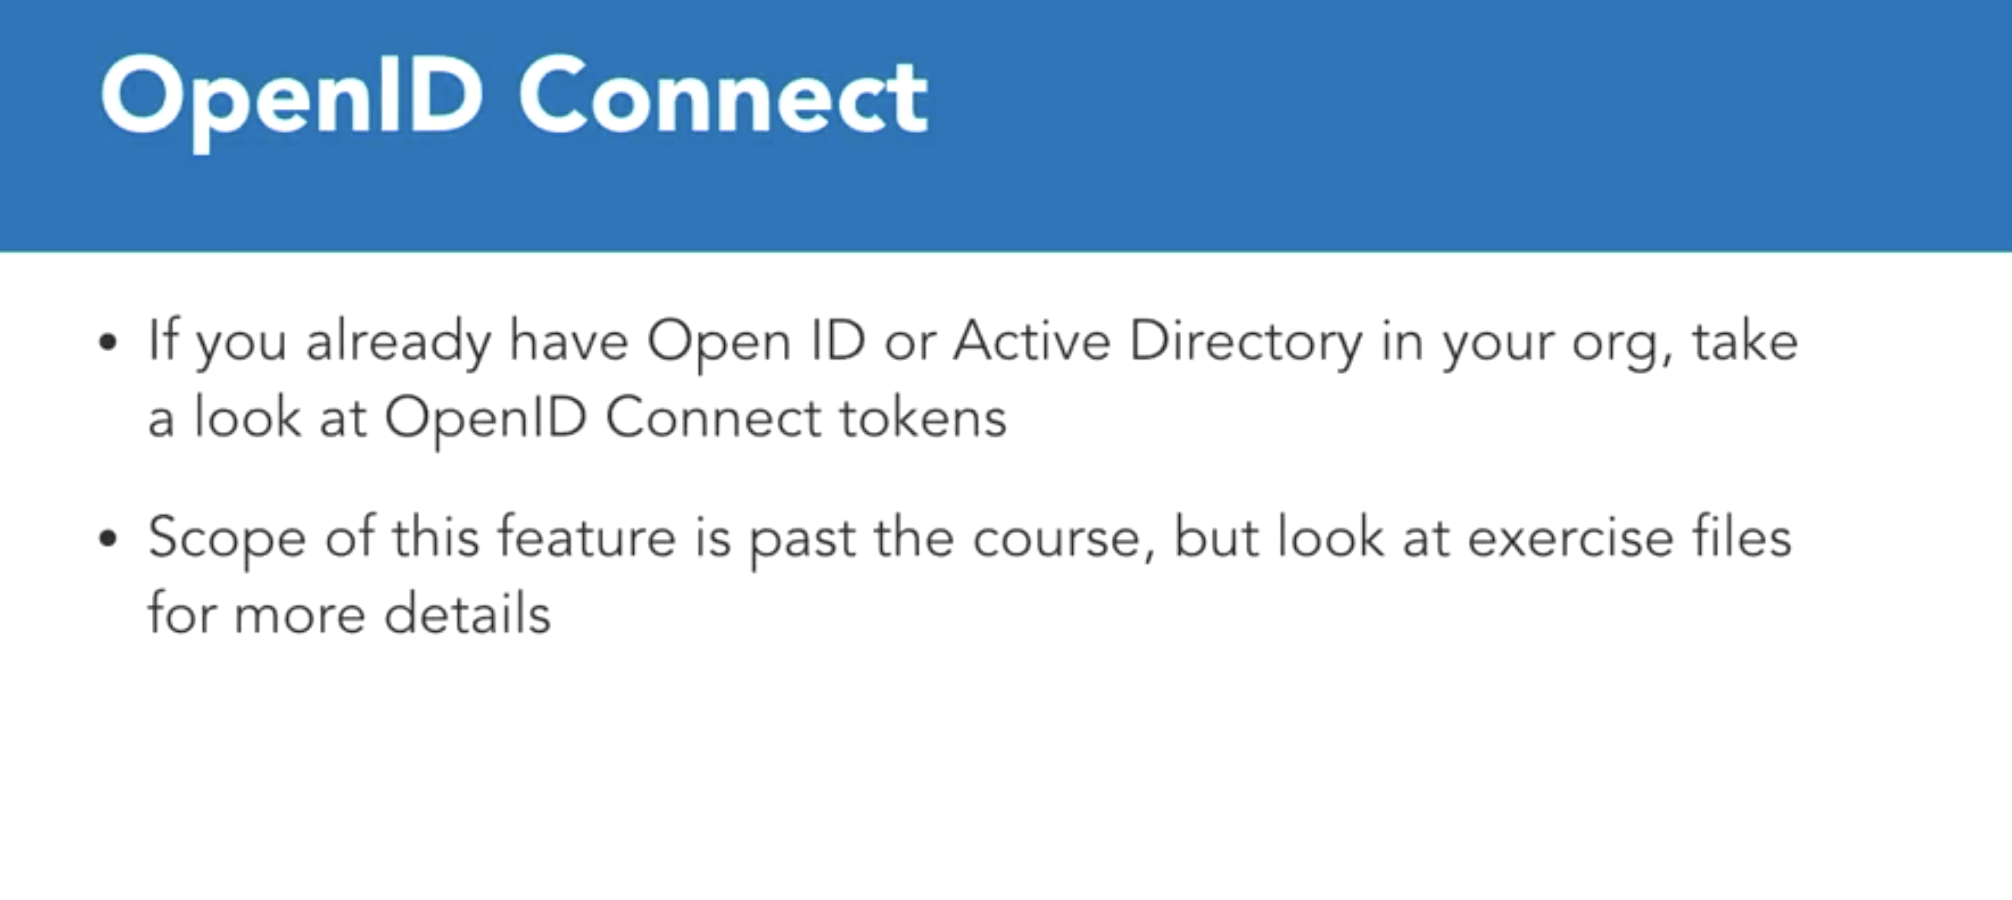 OpenID Connect
• If you already have Open ID or Active Directory in your org, take
a look at OpenID Connect tokens
• Scope of this feature is past the course, but look at exercise files
for more details